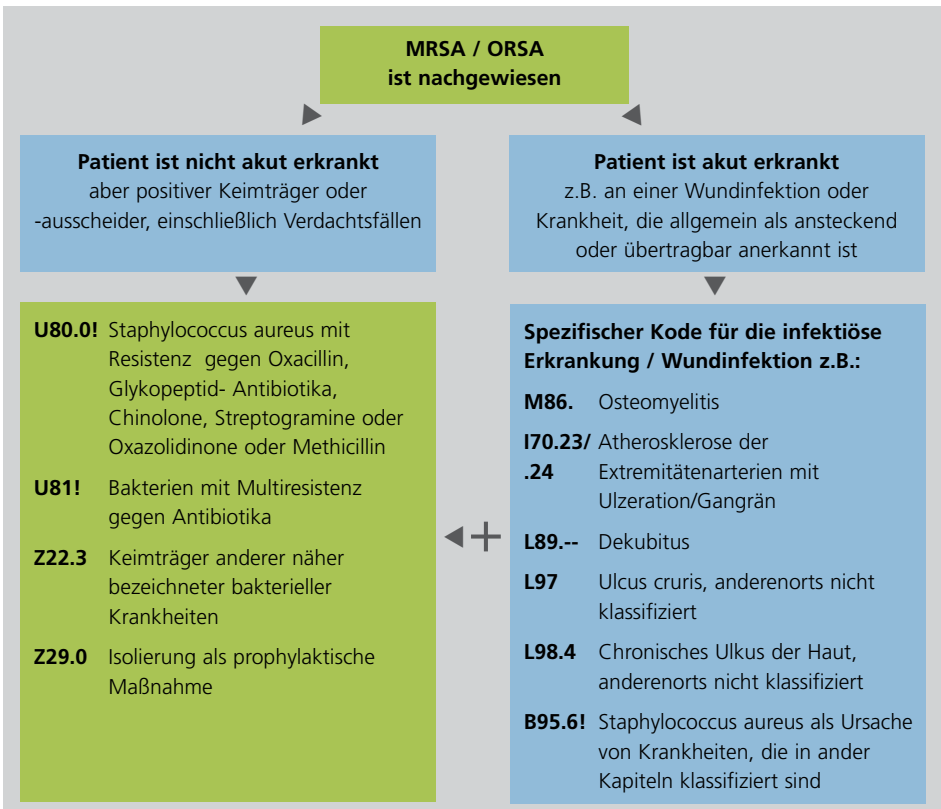 MRSA / ORSA
ist nachgewiesen
Patient ist nicht akut erkrankt
aber positiver Keimträger oder
-ausscheider, einschließlich Verdachtsfällen
Patient ist akut erkrankt
z.B. an einer Wundinfektion oder
Krankheit, die allgemein als ansteckend
oder übertragbar anerkannt ist
U80.0! Staphylococcus aureus mit
Resistenz gegen Oxacillin,
Glykopeptid- Antibiotika,
Chinolone, Streptogramine oder
Oxazolidinone oder Methicillin
U81! Bakterien mit Multiresistenz
gegen Antibiotika
Z22.3 Keimträger anderer näher
bezeichneter bakterieller
Krankheiten
Z29.0 Isolierung als prophylaktische
Maßnahme
Spezifischer Kode für die infektiöse
Erkrankung / Wundinfektion z.B.:
M86. Osteomyelitis
I70.23/ Atherosklerose der
.24 Extremitätenarterien mit
Ulzeration/Gangrän
L89.-- Dekubitus
L97 Ulcus cruris, anderenorts nicht
klassifiziert
L98.4 Chronisches Ulkus der Haut,
anderenorts nicht klassifiziert
B95.6! Staphylococcus aureus als Ursache
von Krankheiten, die in ander
Kapiteln klassifiziert sind